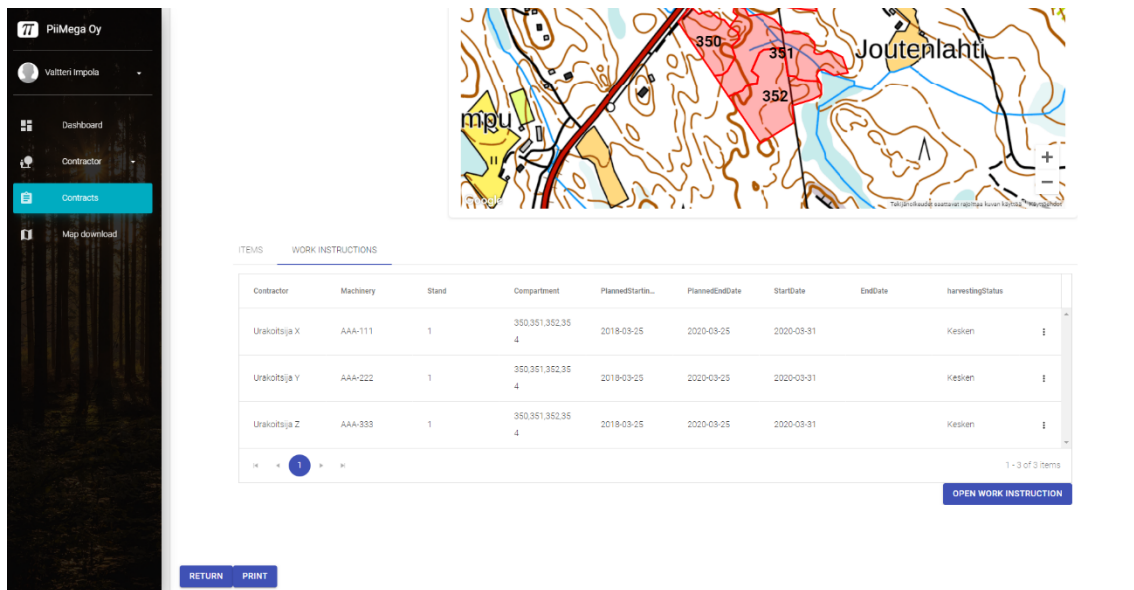 PiiMega Oy
Valtteri Impola
Dashboard
Contractor
Contracts
Map download
350
351
352
Joutenlahti
mpu
Google
+
−
ITEMS WORK INSTRUCTIONS
Contractor Machinery Stand Compartment PlannedStartin... PlannedEndDate StartDate EndDate harvestingStatus
Urakoitsija X AAA-111 1 350,351,352,35 2018-03-25 2020-03-25 2020-03-31 Kesken
4
Urakoitsija Y AAA-222 1 350,351,352,35 2018-03-25 2020-03-25 2020-03-31 Kesken
4
Urakoitsija Z AAA-333 1 350,351,352,35 2018-03-25 2020-03-25 2020-03-31 Kesken
4
1
1 - 3 of 3 items
OPEN WORK INSTRUCTION
RETURN PRINT